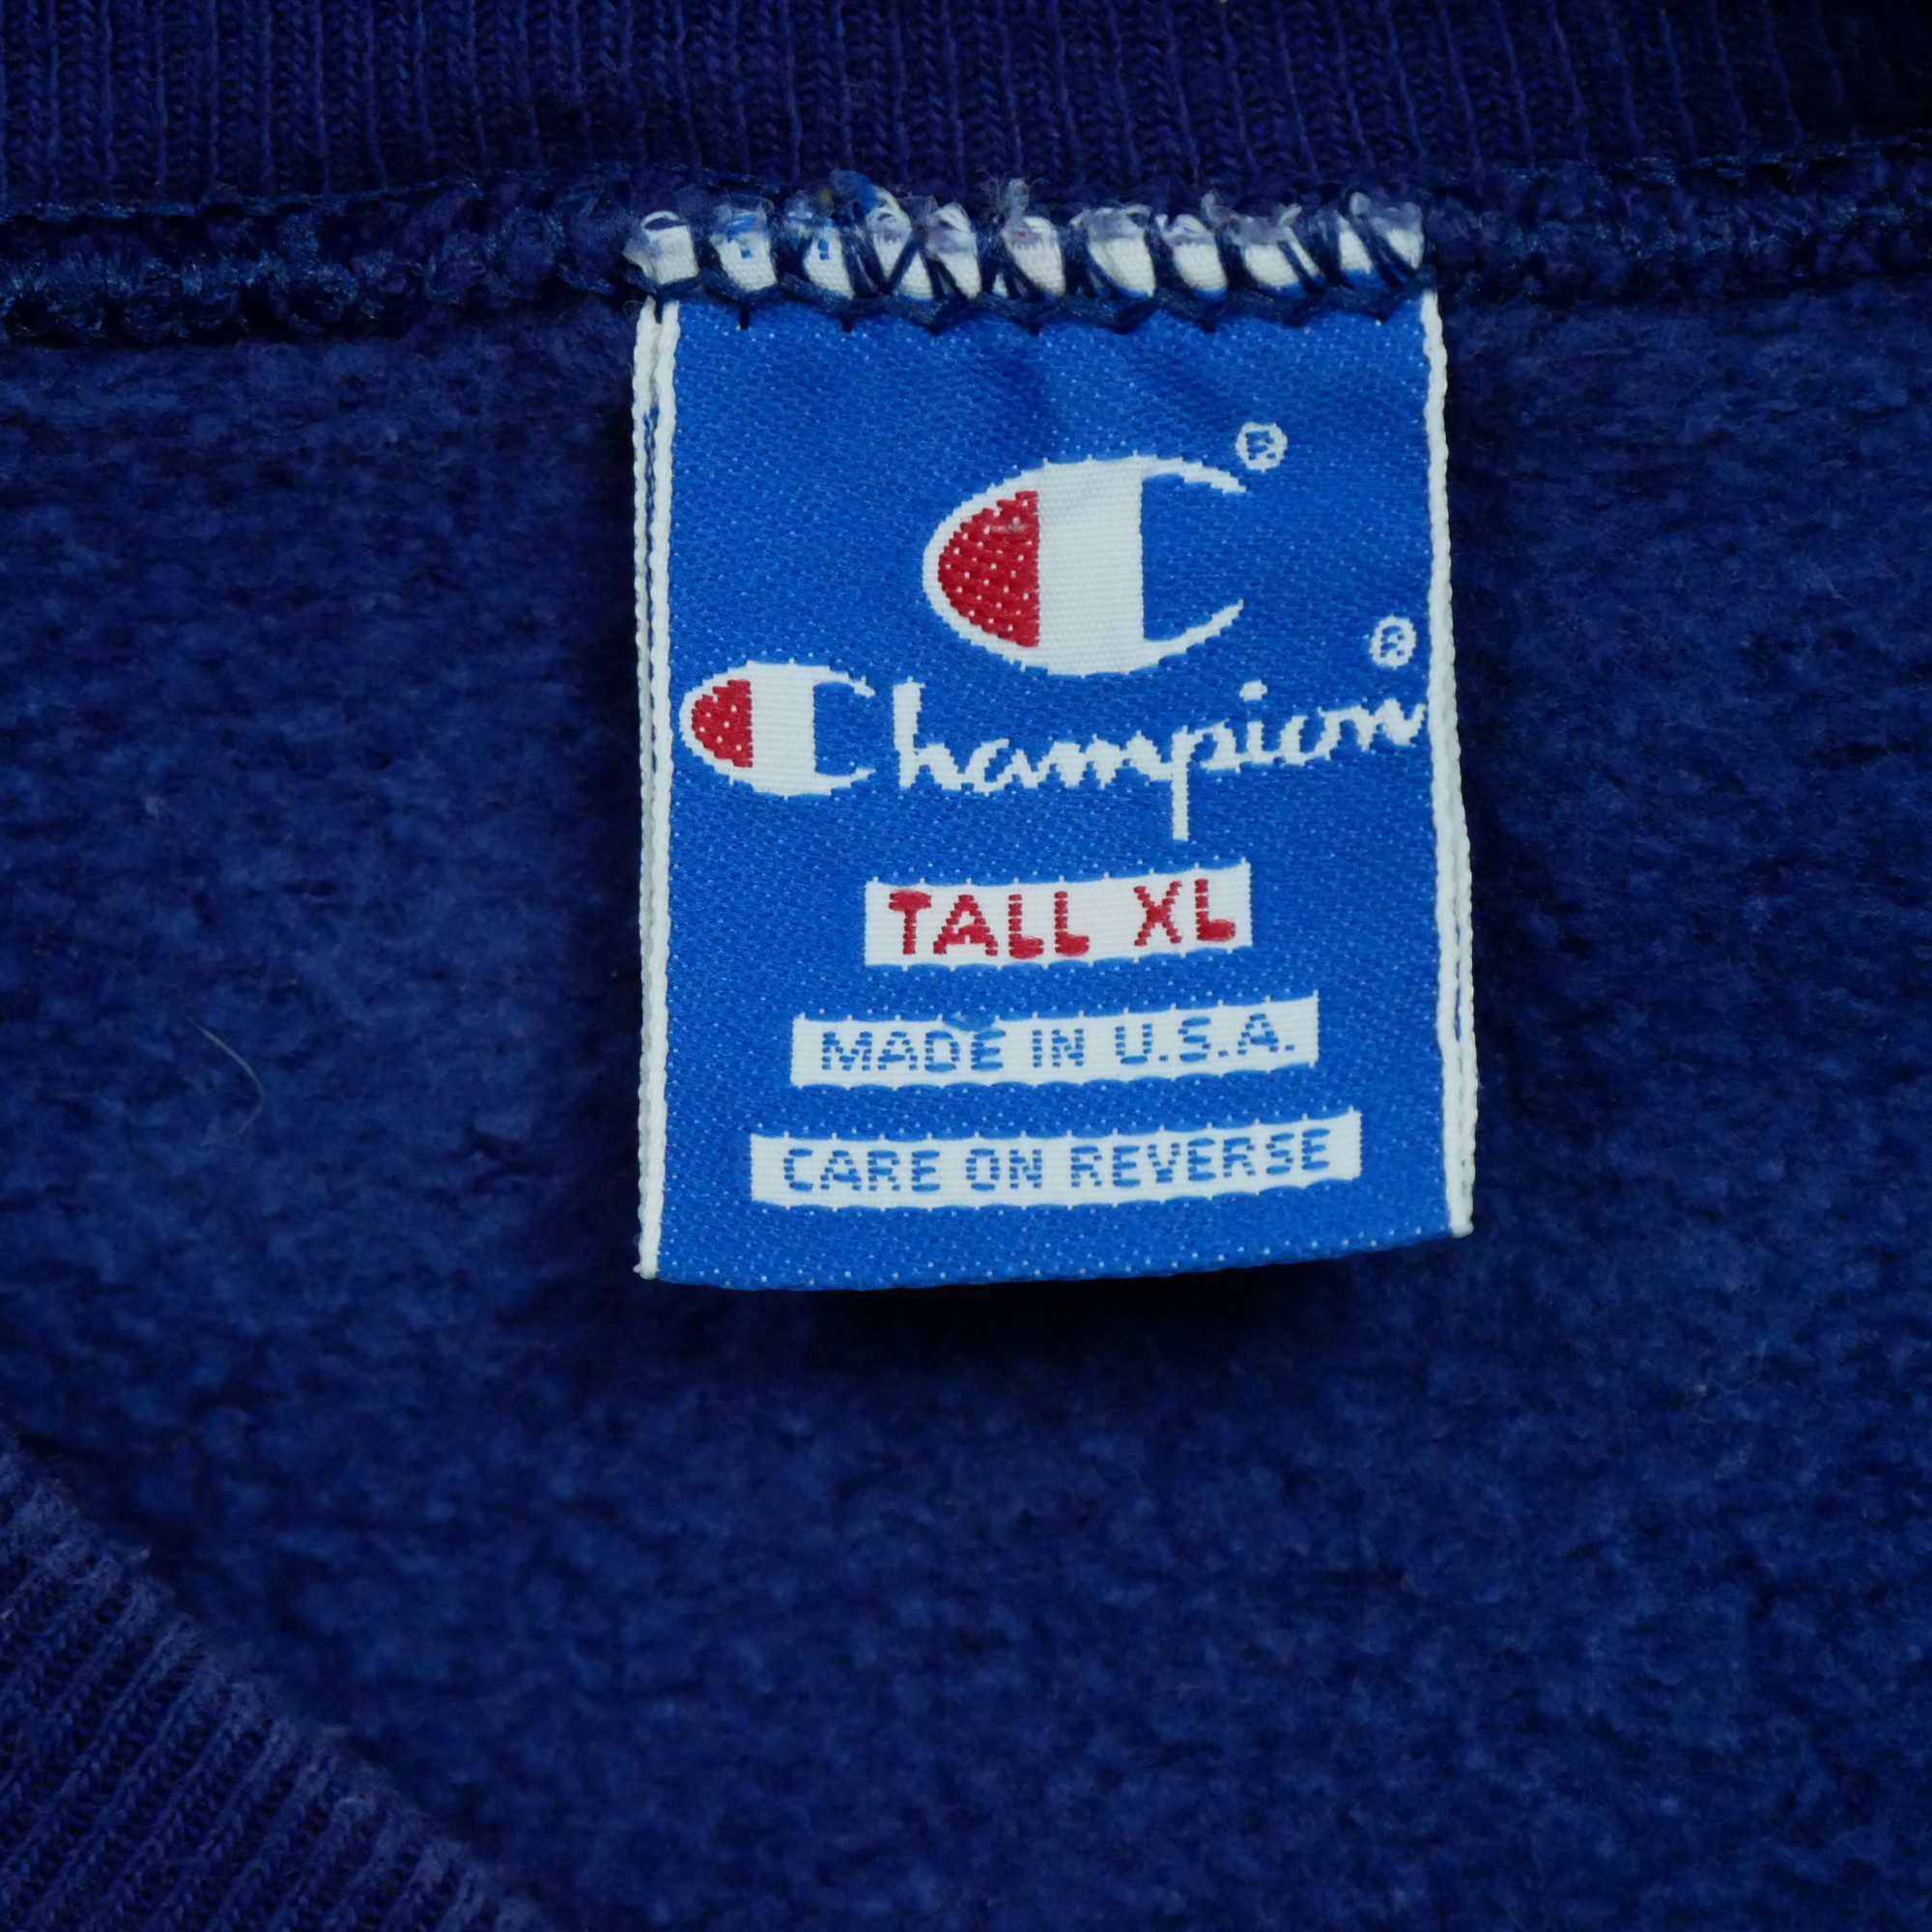 C®
Champion®
TALL XL
MADE IN U.S.A.
CARE ON REVERSE